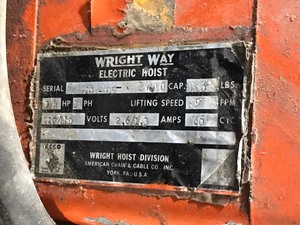 WRIGHT WAY
ELECTRIC HOIST
SERIAL CAP. LBS
HP PH LIFTING SPEED FPM
VOLTS AMPS CYC
ACCO
WRIGHT HOIST DIVISION
AMERICAN CHAIN & CABLE CO. INC.
YORK, PA., U.S.A.